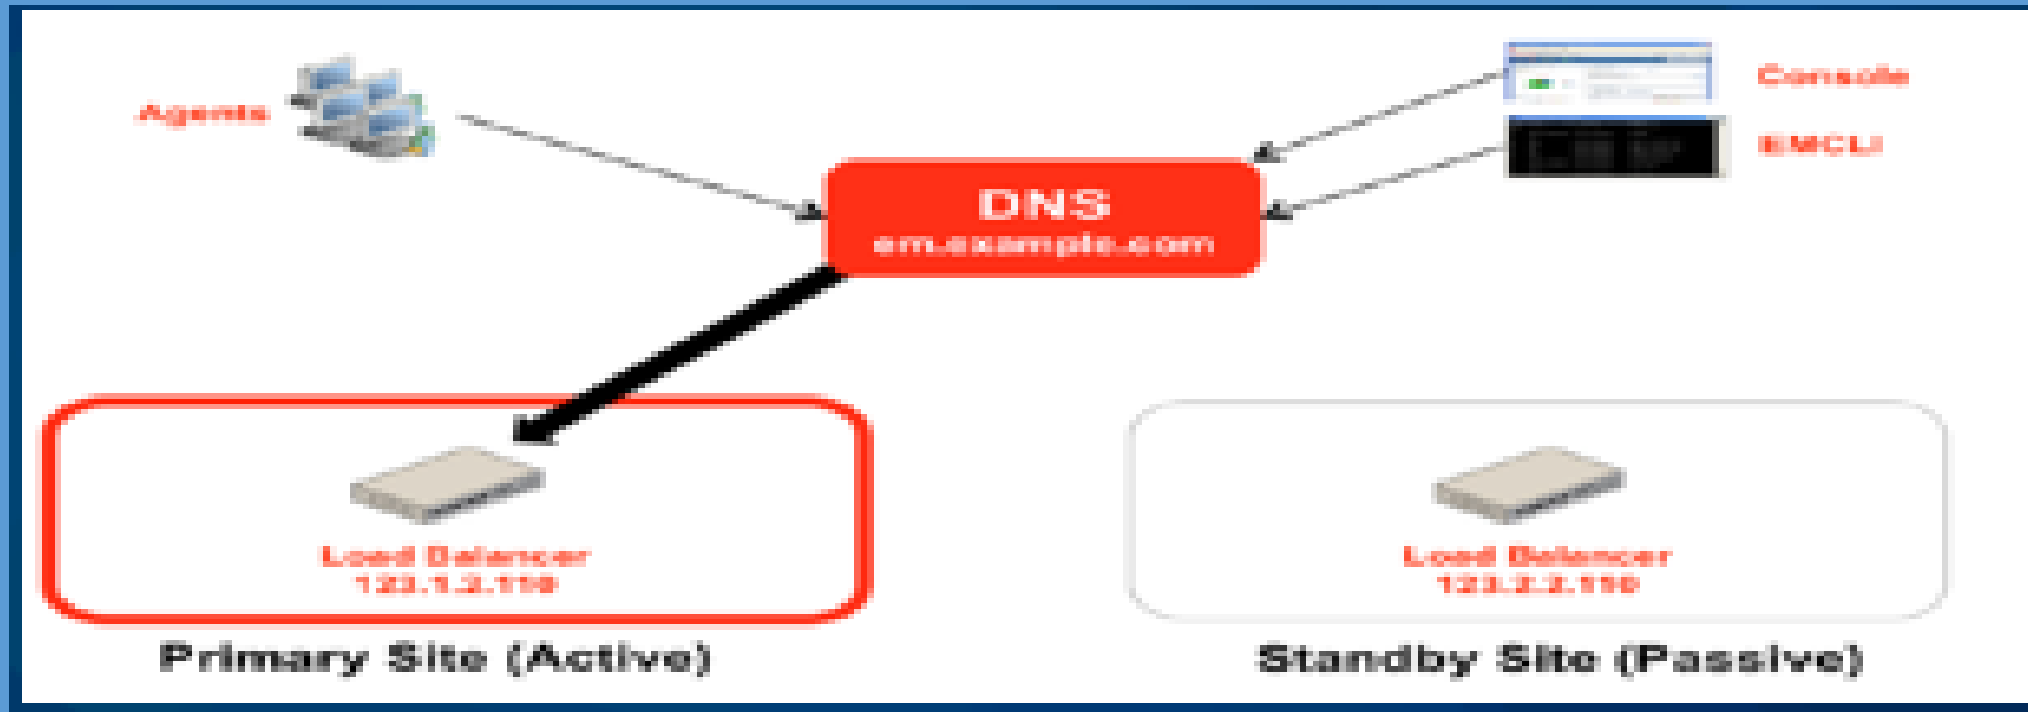 Agents
Console
EMCLI
DNS
em.example.com
Load Balancer
123.1.2.110
Load Balancer
123.2.2.110
Primary Site (Active)
Standby Site (Passive)